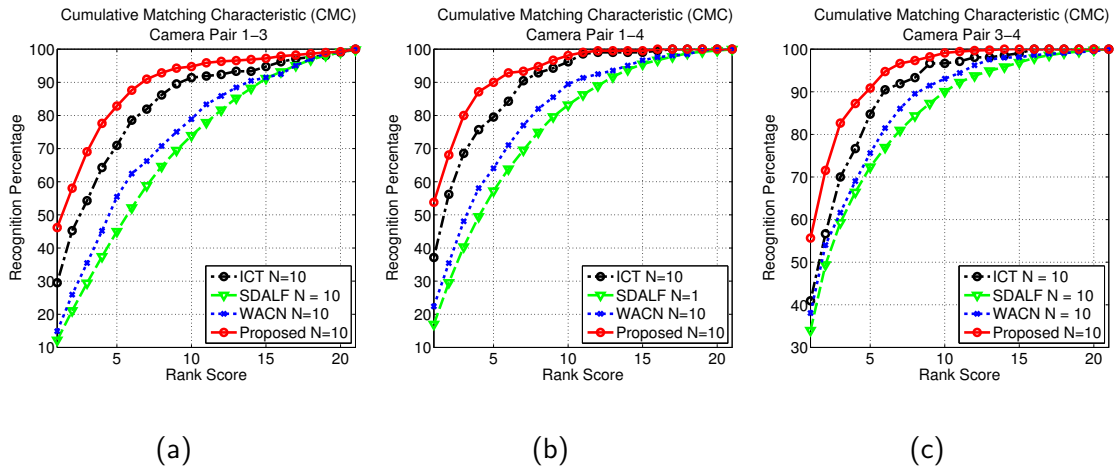 Cumulative Matching Characteristic (CMC)
Camera Pair 1–3
100
90
80
70
60
50
40
30
20
10
5
10
15
20
Recognition Percentage
Rank Score
ICT N=10
SDALF N = 10
WACN N=10
Proposed N=10
(a)
Cumulative Matching Characteristic (CMC)
Camera Pair 1–4
100
90
80
70
60
50
40
30
20
10
5
10
15
20
Recognition Percentage
Rank Score
ICT N=10
SDALF N=1
WACN N=10
Proposed N=10
(b)
Cumulative Matching Characteristic (CMC)
Camera Pair 3–4
100
90
80
70
60
50
40
30
5
10
15
20
Recognition Percentage
Rank Score
ICT N = 10
SDALF N = 10
WACN N = 10
Proposed N=10
(c)